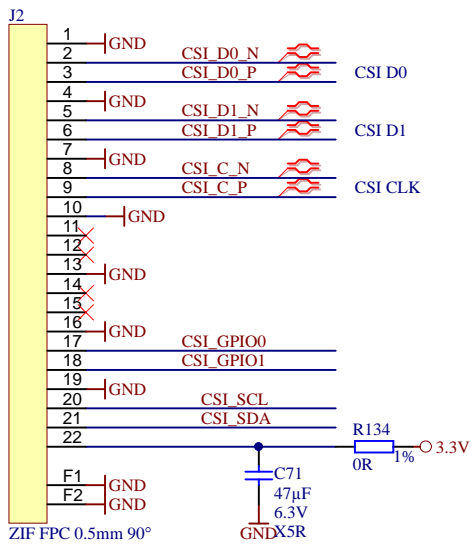 J2
1 GND
2 CSI_D0_N
3 CSI_D0_P CSI D0
4 GND
5 CSI_D1_N
6 CSI_D1_P CSI D1
7 GND
8 CSI_C_N
9 CSI_C_P CSI CLK
10 GND
11
12
13 GND
14
15
16 GND
17 CSI_GPIO0
18 CSI_GPIO1
19 GND
20 CSI_SCL
21 CSI_SDA
22
R134
0R 1% 3.3V
C71
47µF
6.3V
X5R
GND
F1 GND
F2 GND
ZIF FPC 0.5mm 90°